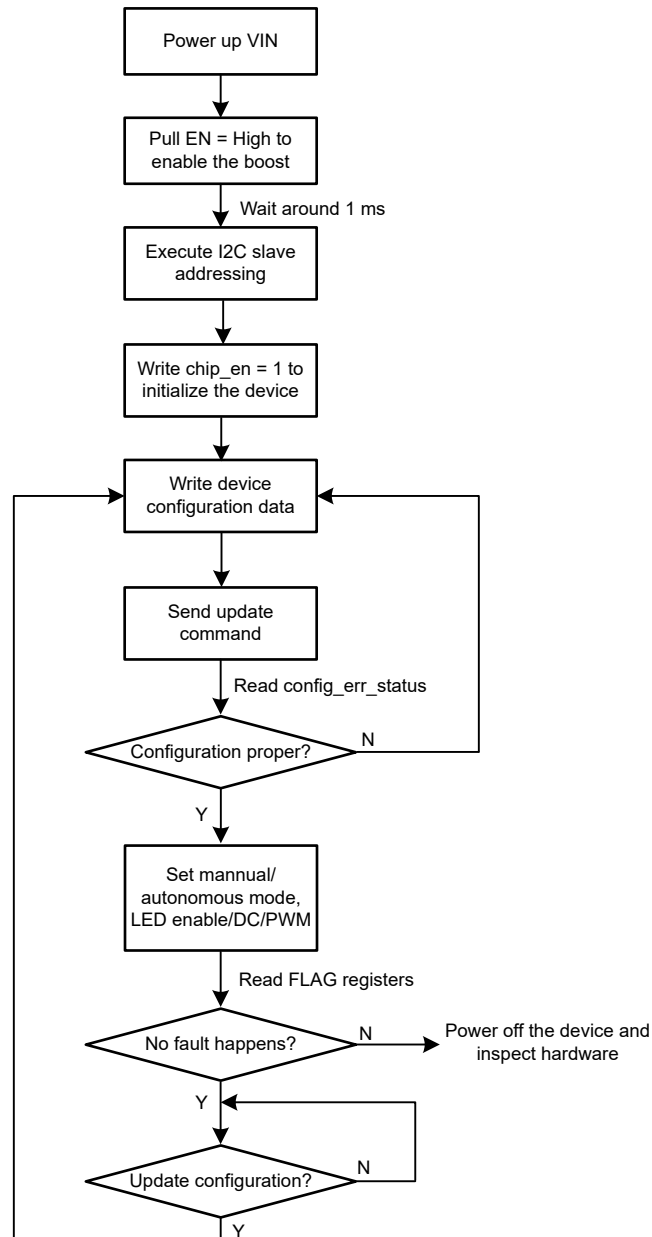 Power up VIN
Pull EN = High to
enable the boost
Wait around 1 ms
Execute I2C slave
addressing
Write chip_en = 1 to
initialize the device
Write device
configuration data
Send update
command
Read config_err_status
Configuration proper?
N
Y
Set mannual/
autonomous mode,
LED enable/DC/PWM
Read FLAG registers
No fault happens?
N
Power off the device and
inspect hardware
Y
Update configuration?
N
Y